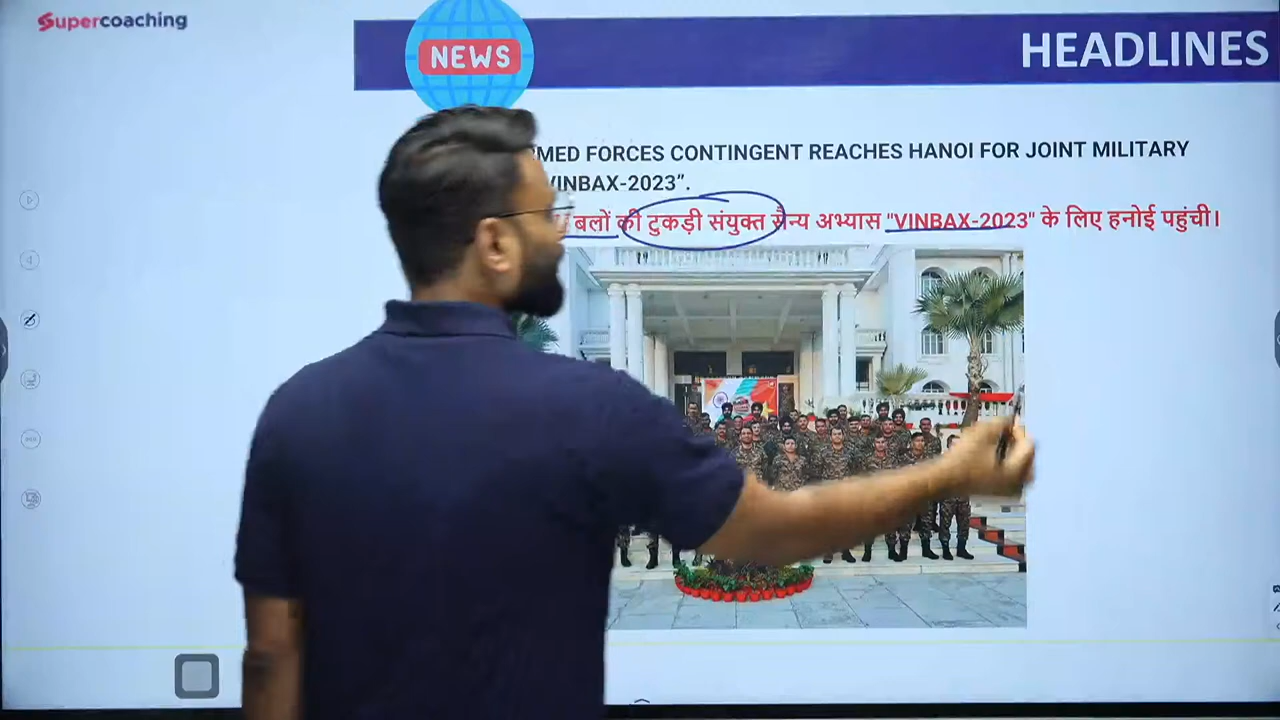 Supercoaching
NEWS
HEADLINES
FORCES CONTINGENT REACHES HANOI FOR JOINT MILITARY
VINBAX-2023”.
बलों की टुकड़ी संयुक्त सैन्य अभ्यास "VINBAX-2023" के लिए हनोई पहुंची।